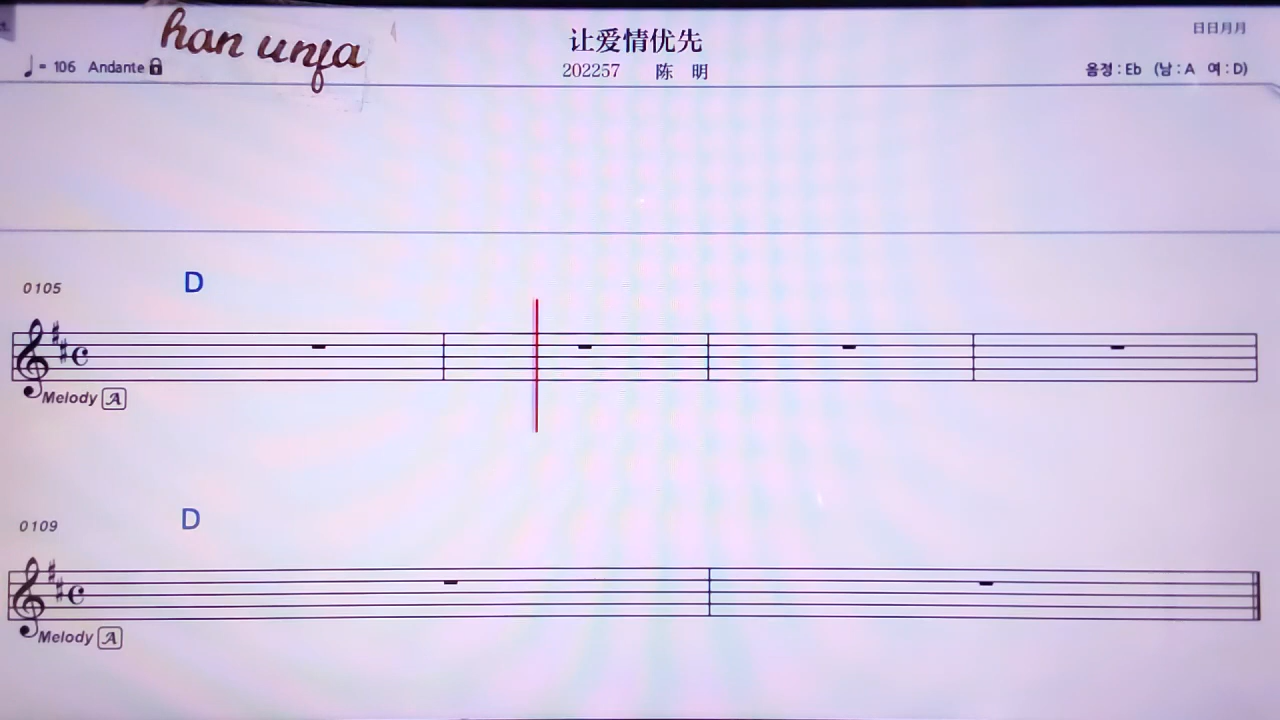 han unfa
让爱情优先
日日月月
♩= 106 Andante
202257 陈 明
음정 : Eb (남 : A 여 : D)
0105 D
Melody A
0109 D
Melody A